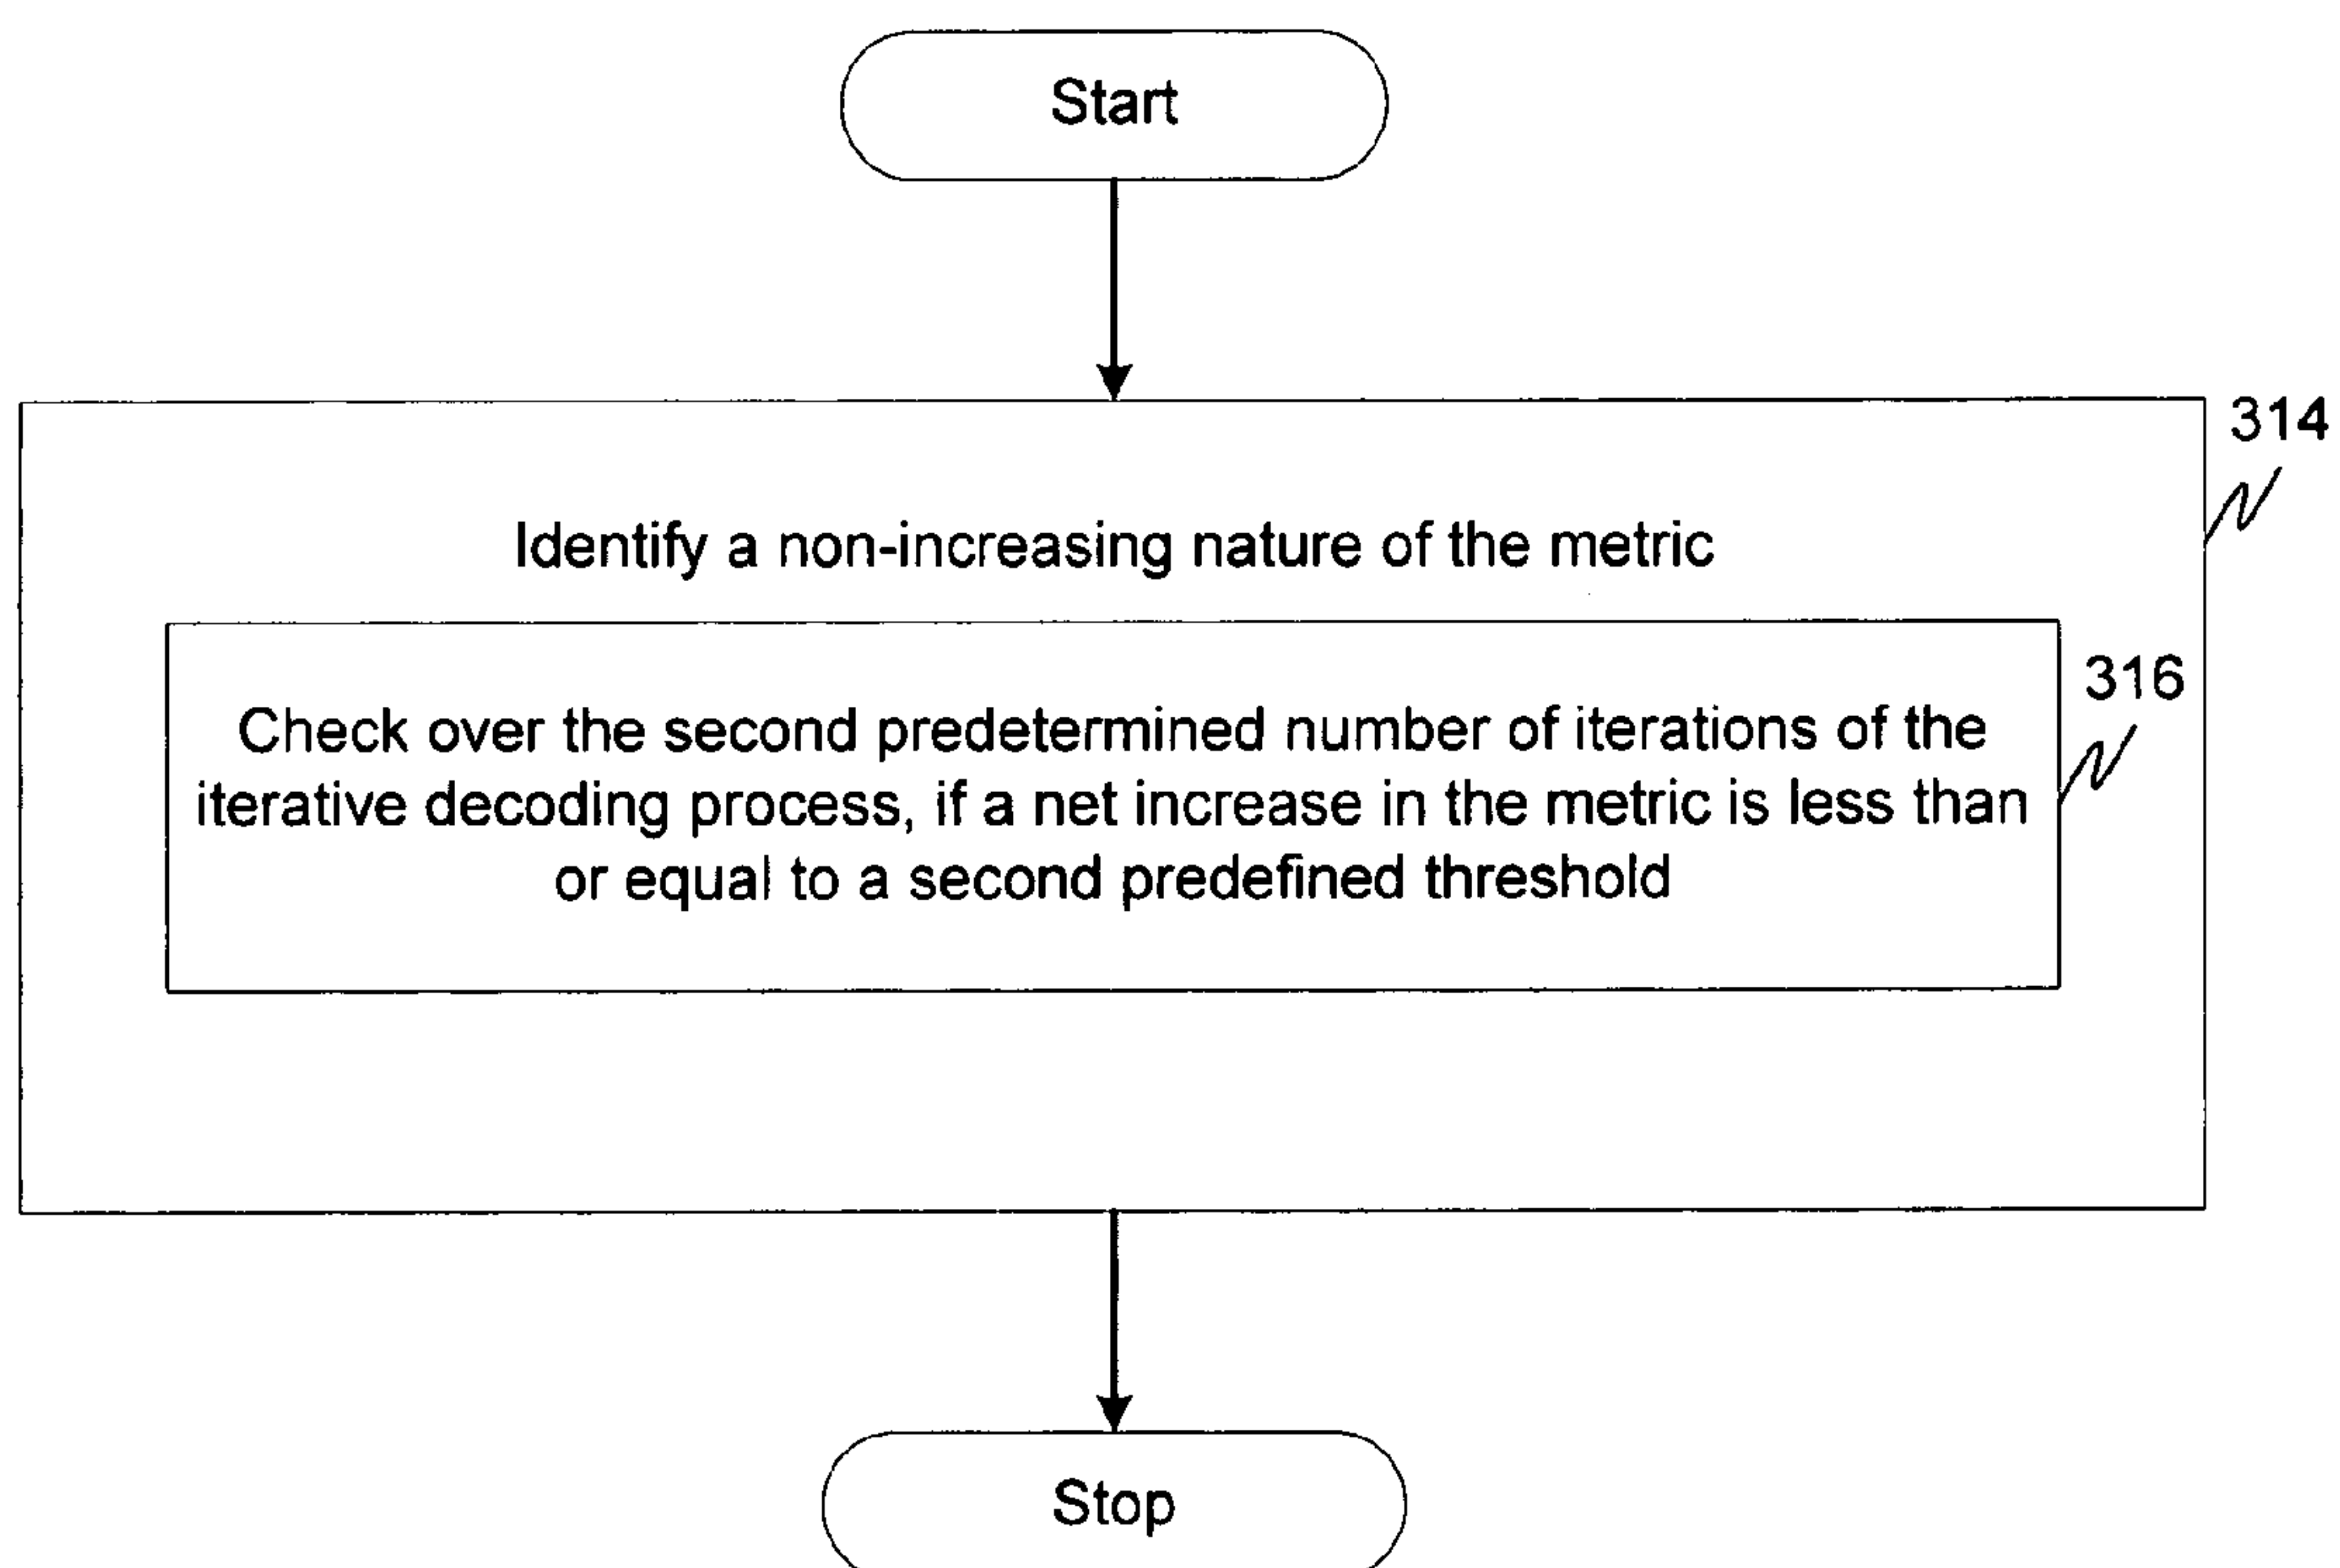 Start
314
Identify a non-increasing nature of the metric
316
Check over the second predetermined number of iterations of the
iterative decoding process, if a net increase in the metric is less than
or equal to a second predefined threshold
Stop